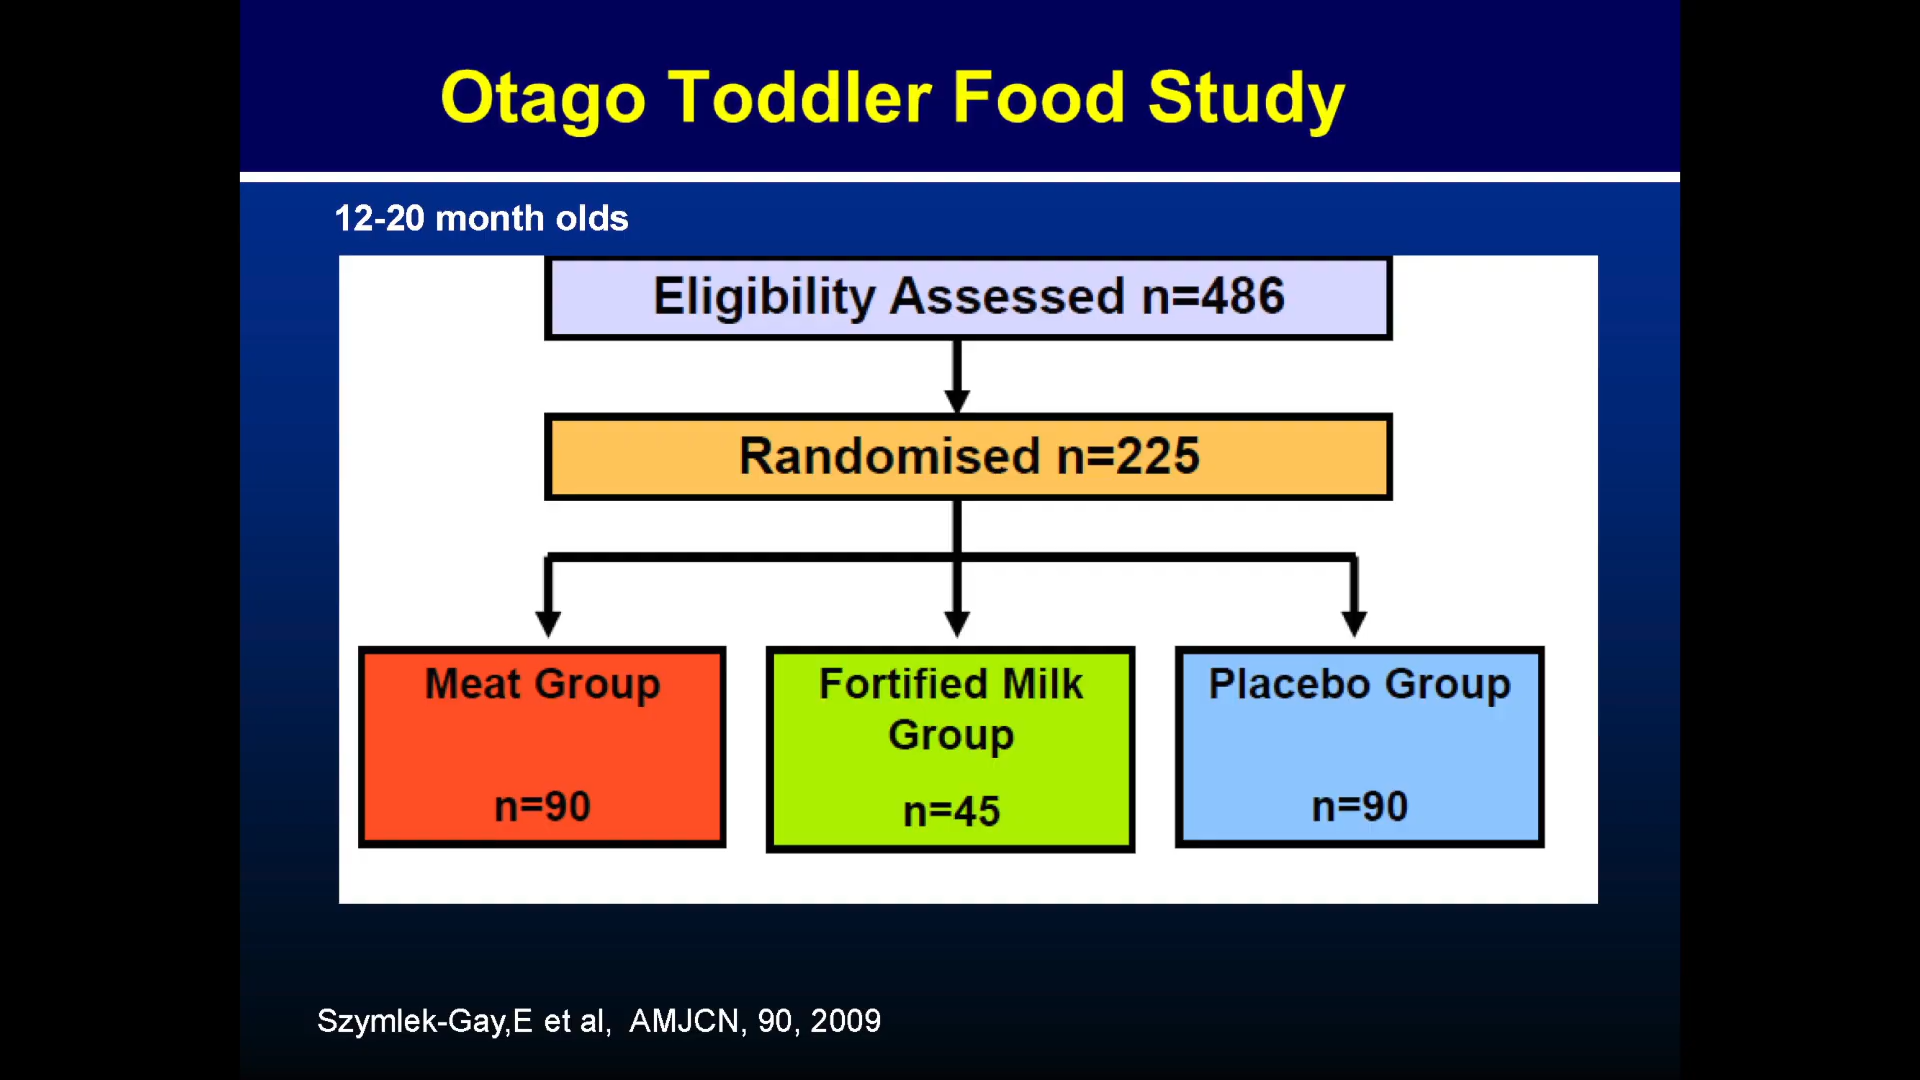 Otago Toddler Food Study
12-20 month olds
Eligibility Assessed n=486
Randomised n=225
Meat Group
n=90
Fortified Milk
Group
n=45
Placebo Group
n=90
Szymlek-Gay,E et al, AMJCN, 90, 2009